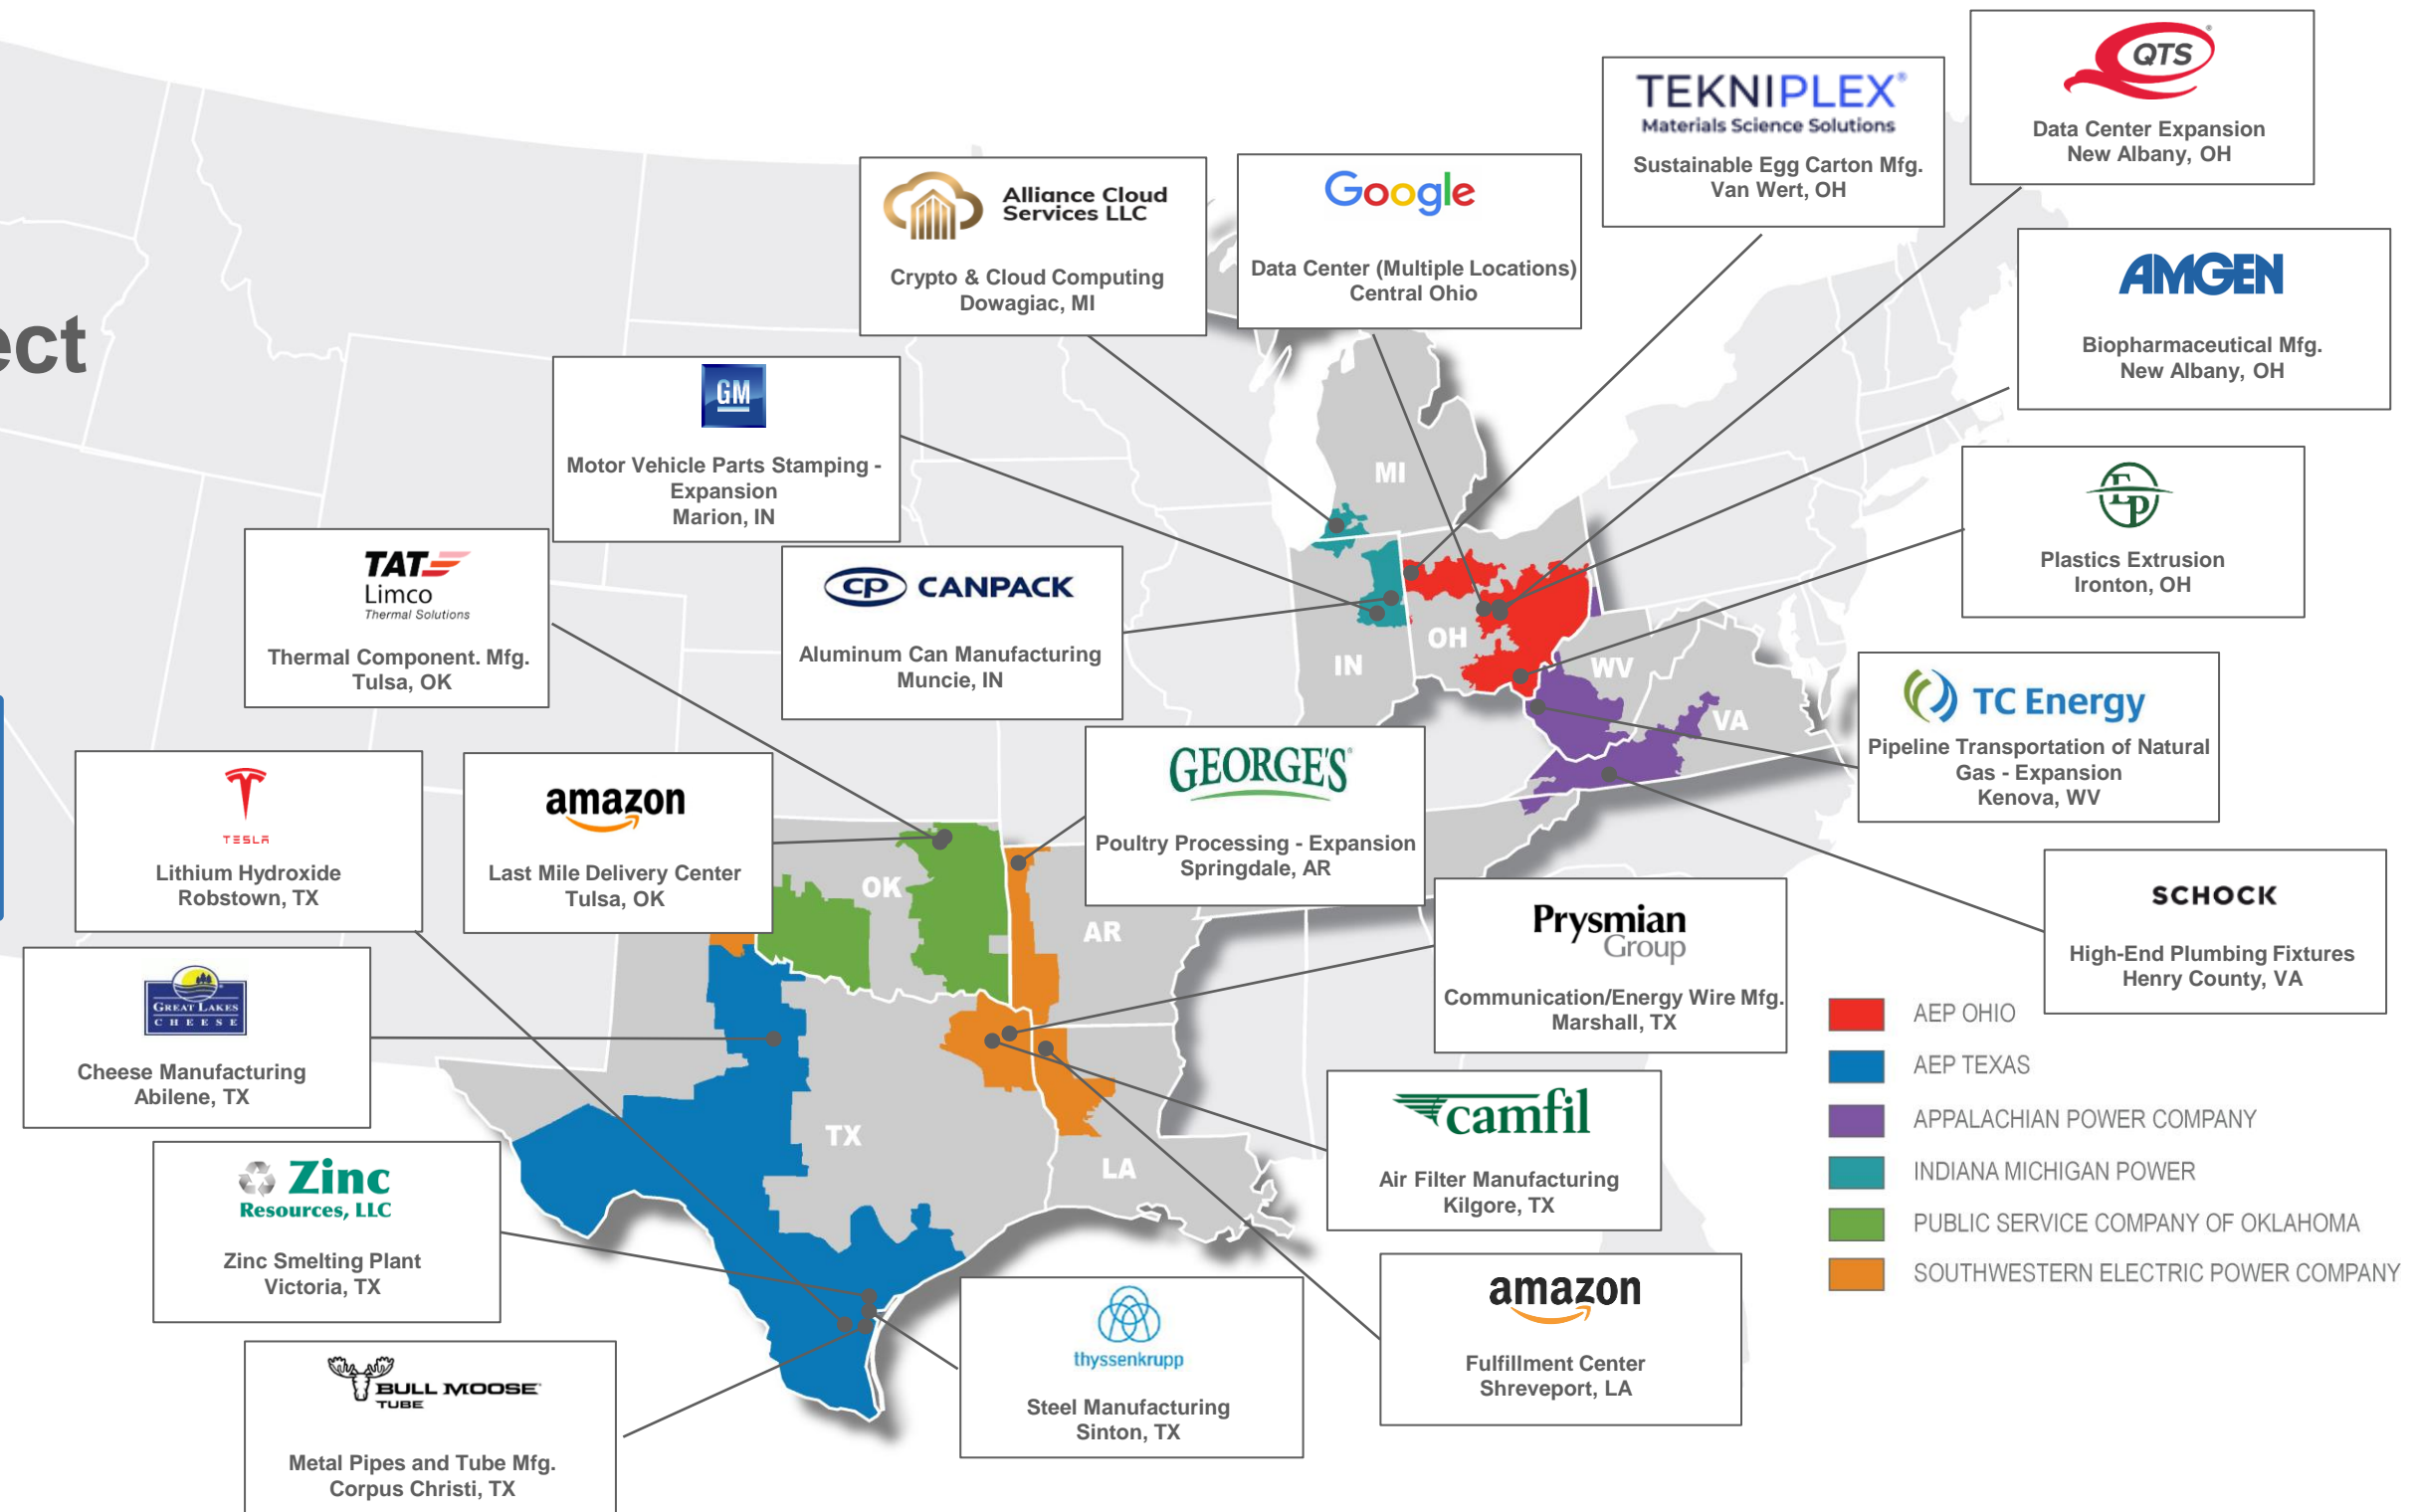 ect
QTS
Data Center Expansion
New Albany, OH
TEKNIPLEX®
Materials Science Solutions
Sustainable Egg Carton Mfg.
Van Wert, OH
Alliance Cloud
Services LLC
Crypto & Cloud Computing
Dowagiac, MI
Google
Data Center (Multiple Locations)
Central Ohio
AMGEN
Biopharmaceutical Mfg.
New Albany, OH
GM
Motor Vehicle Parts Stamping -
Expansion
Marion, IN
EP
Plastics Extrusion
Ironton, OH
TAT
Limco
Thermal Solutions
Thermal Component. Mfg.
Tulsa, OK
CP CANPACK
Aluminum Can Manufacturing
Muncie, IN
TC Energy
Pipeline Transportation of Natural
Gas - Expansion
Kenova, WV
TESLA
Lithium Hydroxide
Robstown, TX
amazon
Last Mile Delivery Center
Tulsa, OK
GEORGE'S
Poultry Processing - Expansion
Springdale, AR
SCHOCK
High-End Plumbing Fixtures
Henry County, VA
Prysmian
Group
Communication/Energy Wire Mfg.
Marshall, TX
GREAT LAKES
CHEESE
Cheese Manufacturing
Abilene, TX
camfil
Air Filter Manufacturing
Kilgore, TX
Zinc
Resources, LLC
Zinc Smelting Plant
Victoria, TX
amazon
Fulfillment Center
Shreveport, LA
thyssenkrupp
Steel Manufacturing
Sinton, TX
BULL MOOSE
TUBE
Metal Pipes and Tube Mfg.
Corpus Christi, TX
MI
OH
IN
WV
VA
OK
AR
TX
LA
AEP OHIO
AEP TEXAS
APPALACHIAN POWER COMPANY
INDIANA MICHIGAN POWER
PUBLIC SERVICE COMPANY OF OKLAHOMA
SOUTHWESTERN ELECTRIC POWER COMPANY